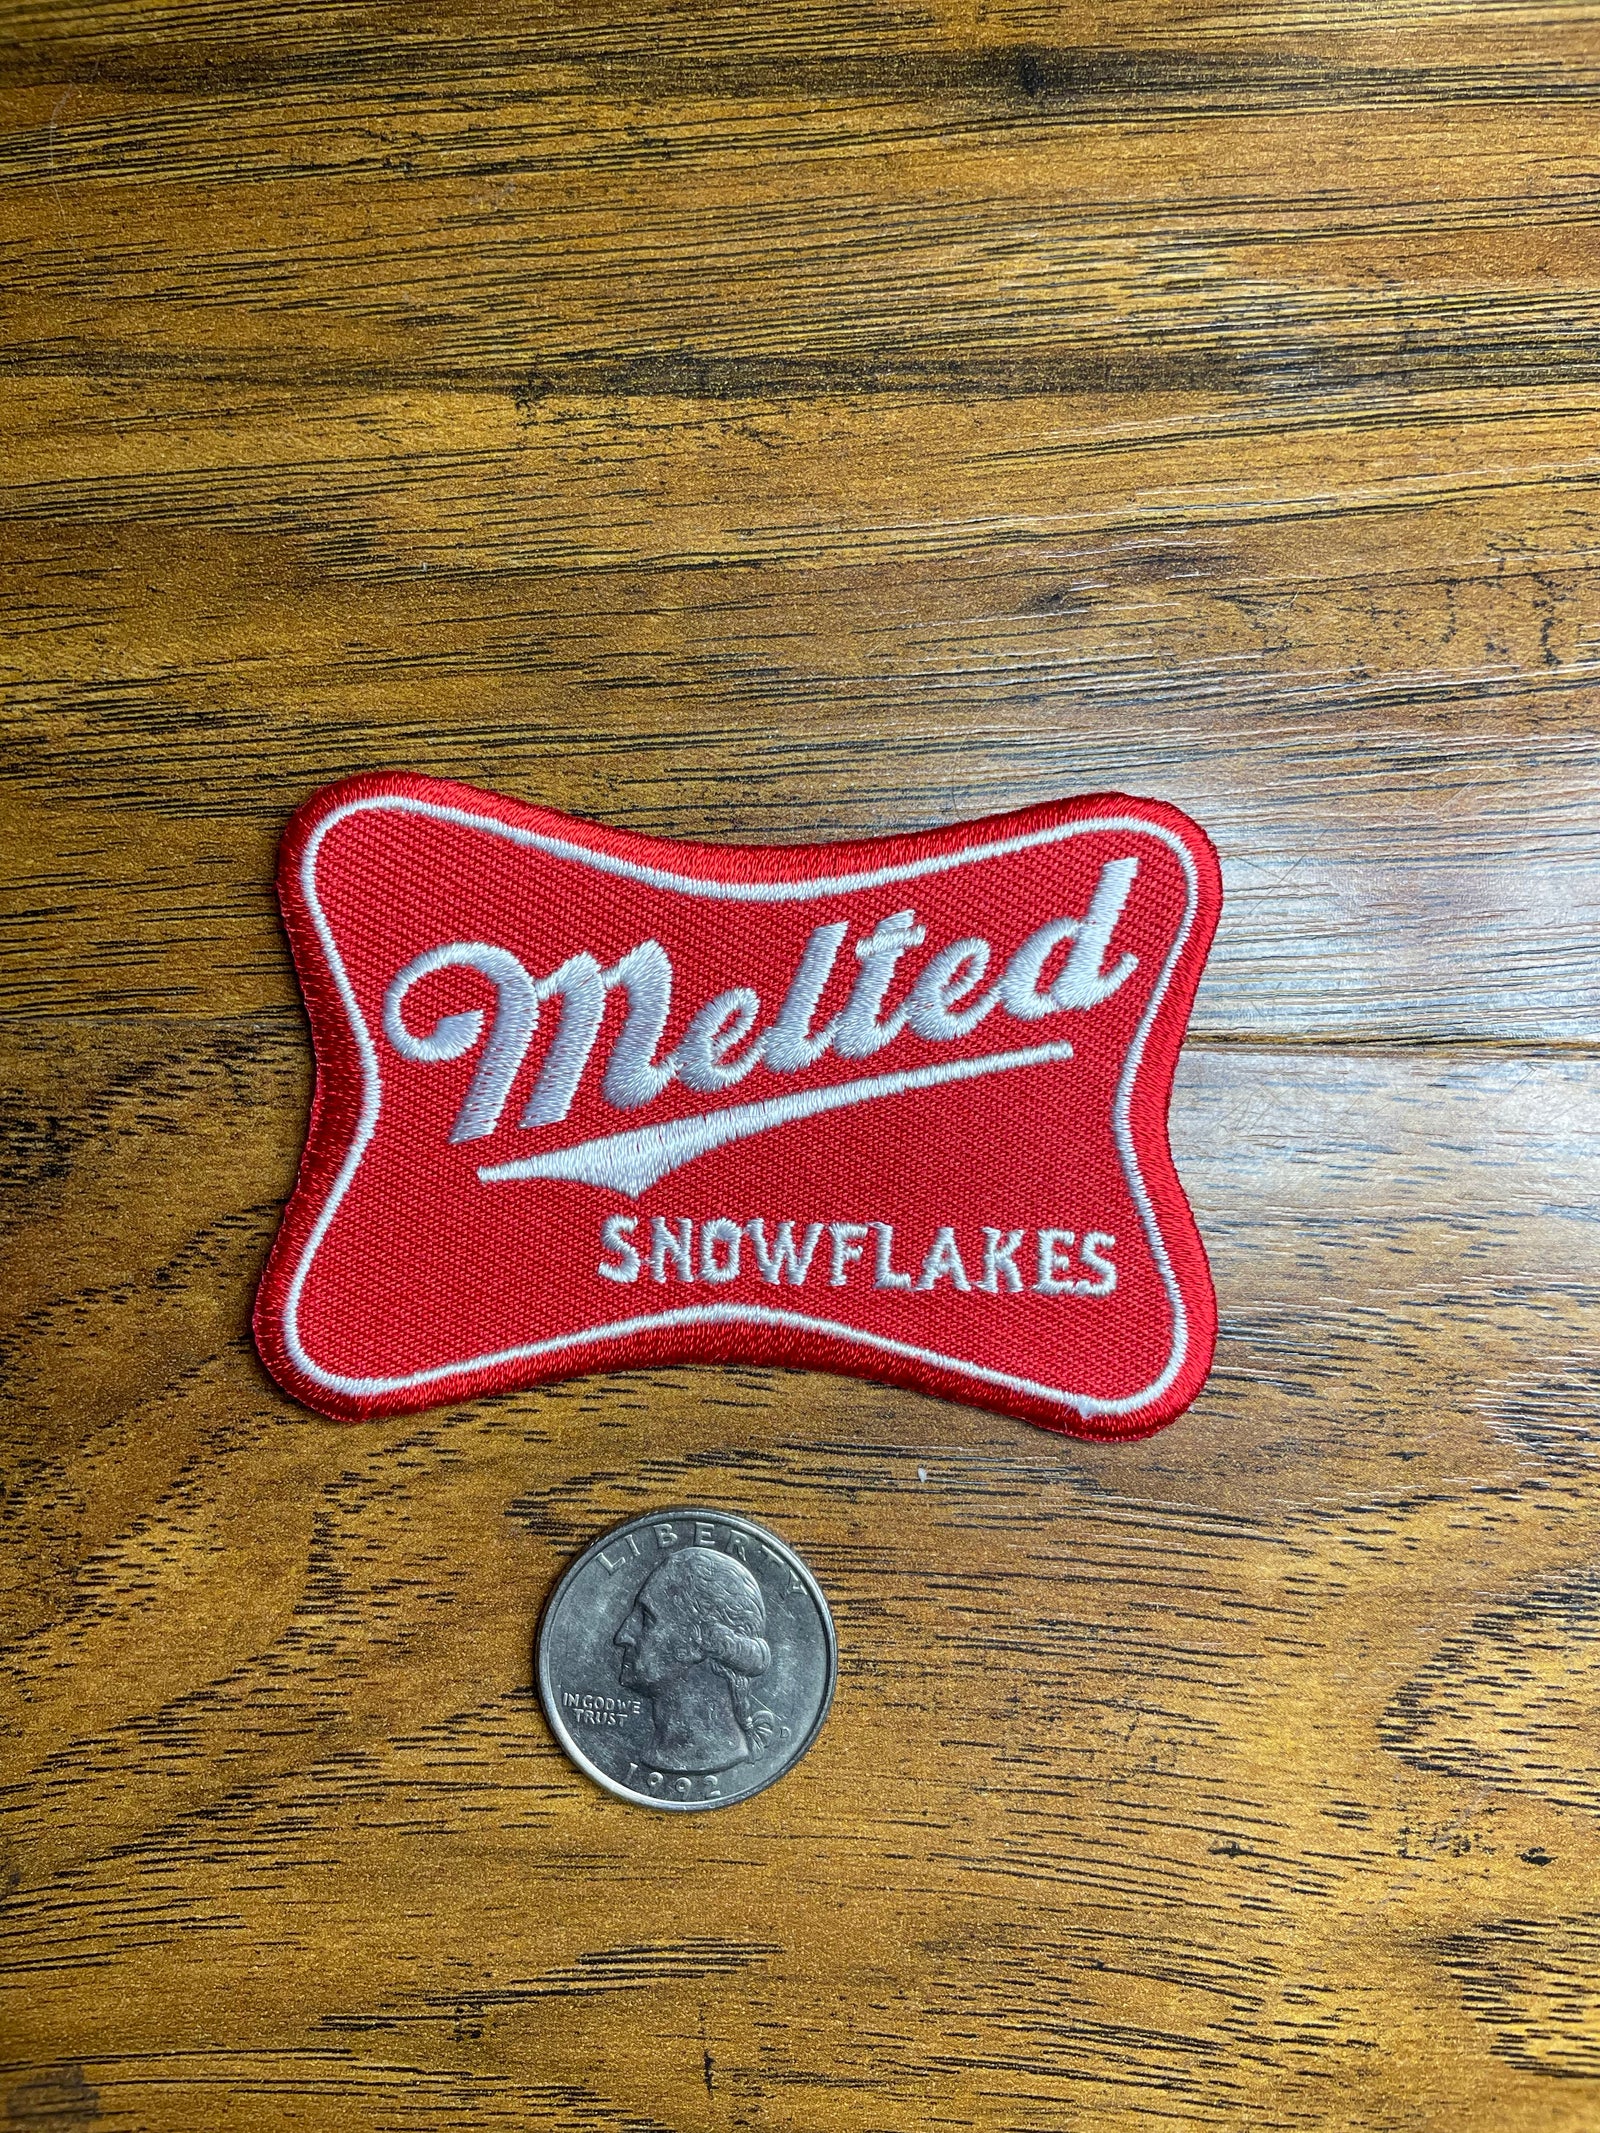 Melted
SNOWFLAKES
LIBERTY
IN GOD WE
TRUST
D
1992